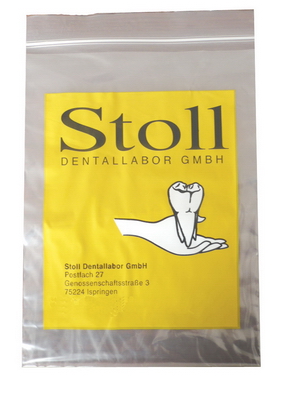 Stoll
DENTALLABOR GMBH
Stoll Dentallabor GmbH
Postfach 27
Genossenschaftsstraße 3
75224 Ispringen